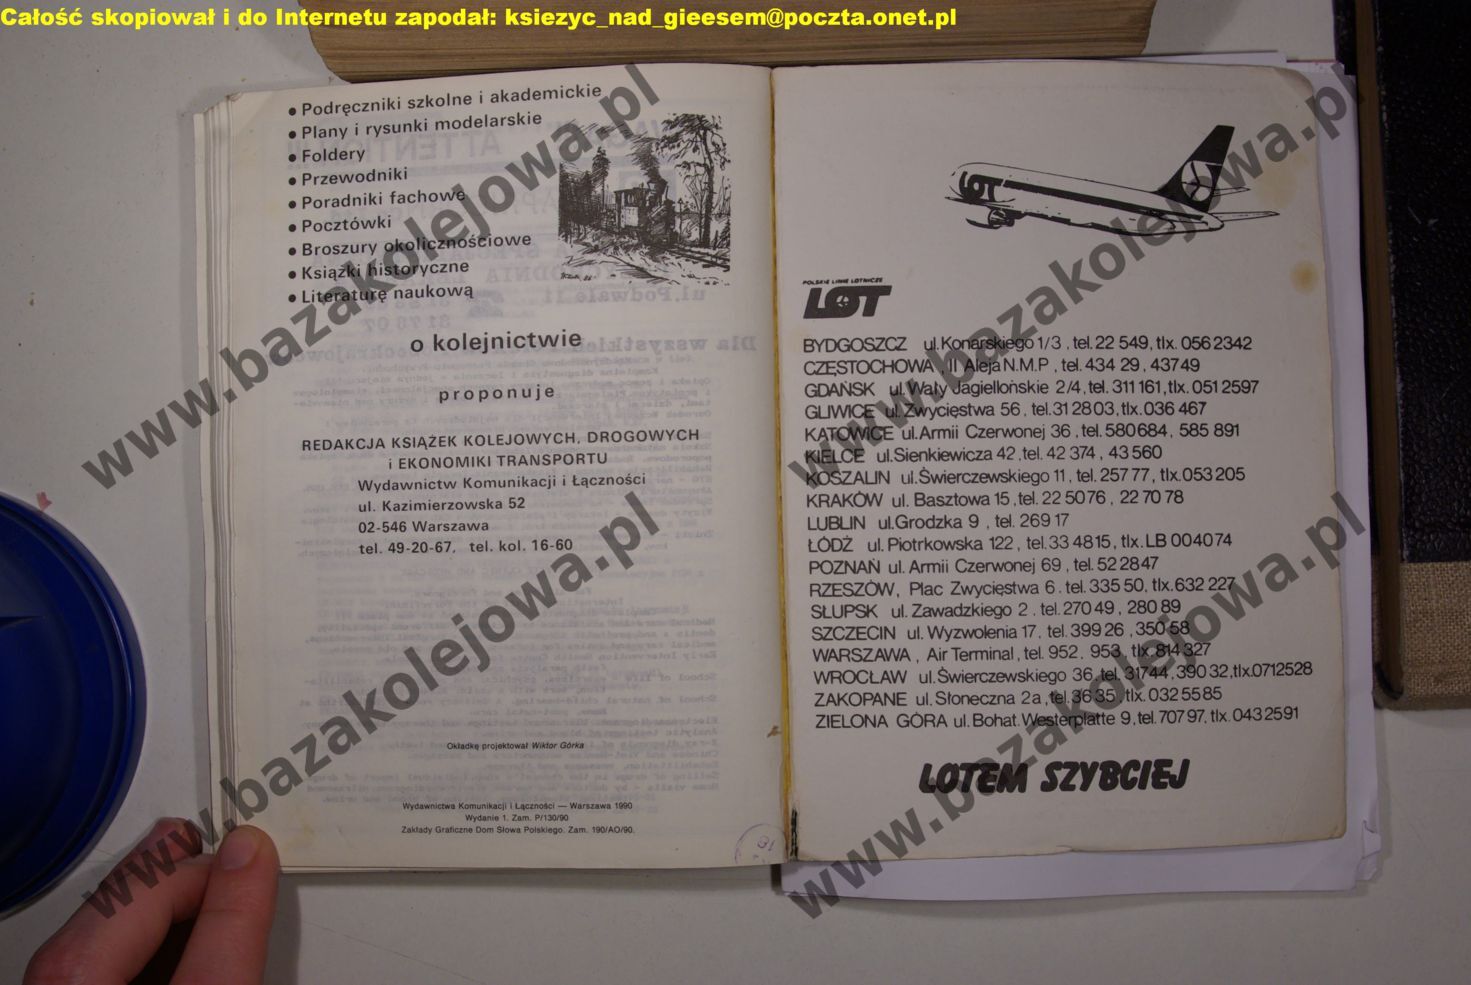 Całość skopiował i do Internetu zapodał: ksiezyc_nad_gieesem@poczta.onet.pl
• Podręczniki szkolne i akademickie
• Plany i rysunki modelarskie
• Foldery
• Przewodniki
• Poradniki fachowe
• Pocztówki
• Broszury okolicznościowe
• Książki historyczne
• Literaturę naukową
o kolejnictwie
proponuje
REDAKCJA KSIĄŻEK KOLEJOWYCH, DROGOWYCH
i EKONOMIKI TRANSPORTU
Wydawnictw Komunikacji i Łączności
ul. Kazimierzowska 52
02-546 Warszawa
tel. 49-20-67, tel. kol. 16-60
Okładkę projektował Wiktor Górka
Wydawnictwa Komunikacji i Łączności — Warszawa 1990
Wydanie 1. Zam. P/130/90
Zakłady Graficzne Dom Słowa Polskiego. Zam. 190/AO/90.
LOT
POLSKIE LINIE LOTNICZE
LOT
BYDGOSZCZ ul.Konarskiego 1/3 . tel. 22 549, tlx. 056 2342
CZĘSTOCHOWA II Aleja N.M.P , tel. 434 29 , 43749
GDAŃSK ul.Wały Jagiellońskie 2/4, tel. 311 161, tlx. 051 2597
GLIWICE ul.Zwycięstwa 56 , tel. 31 28 03, tlx. 036 467
KATOWICE ul.Armii Czerwonej 36 , tel. 580684 , 585 891
KIELCE ul.Sienkiewicza 42 , tel. 42 374 , 43 560
KOSZALIN ul.Świerczewskiego 11 , tel. 257 77 , tlx. 053 205
KRAKÓW ul. Basztowa 15 , tel. 22 50 76 , 22 70 78
LUBLIN ul.Grodzka 9 , tel. 269 17
ŁÓDŹ ul. Piotrkowska 122 , tel. 33 48 15 , tlx. LB 004074
POZNAŃ ul. Armii Czerwonej 69 , tel. 52 28 47
RZESZÓW, Plac Zwycięstwa 6 . tel. 335 50, tlx. 632 227
SŁUPSK ul. Zawadzkiego 2 . tel. 270 49 , 280 89
SZCZECIN ul. Wyzwolenia 17, tel. 399 26 , 350 58
WARSZAWA , Air Terminal , tel. 952 . 953 , tlx. 814 327
WROCŁAW ul.Świerczewskiego 36, tel. 31744 , 390 32, tlx.0712528
ZAKOPANE ul. Słoneczna 2a , tel. 36 35 , tlx. 032 55 85
ZIELONA GÓRA ul. Bohat. Westerplatte 9, tel. 707 97, tlx. 043 2591
LOTEM SZYBCIEJ
www.bazakolejowa.pl
www.bazakolejowa.pl
www.bazakolejowa.pl
www.bazakolejowa.pl